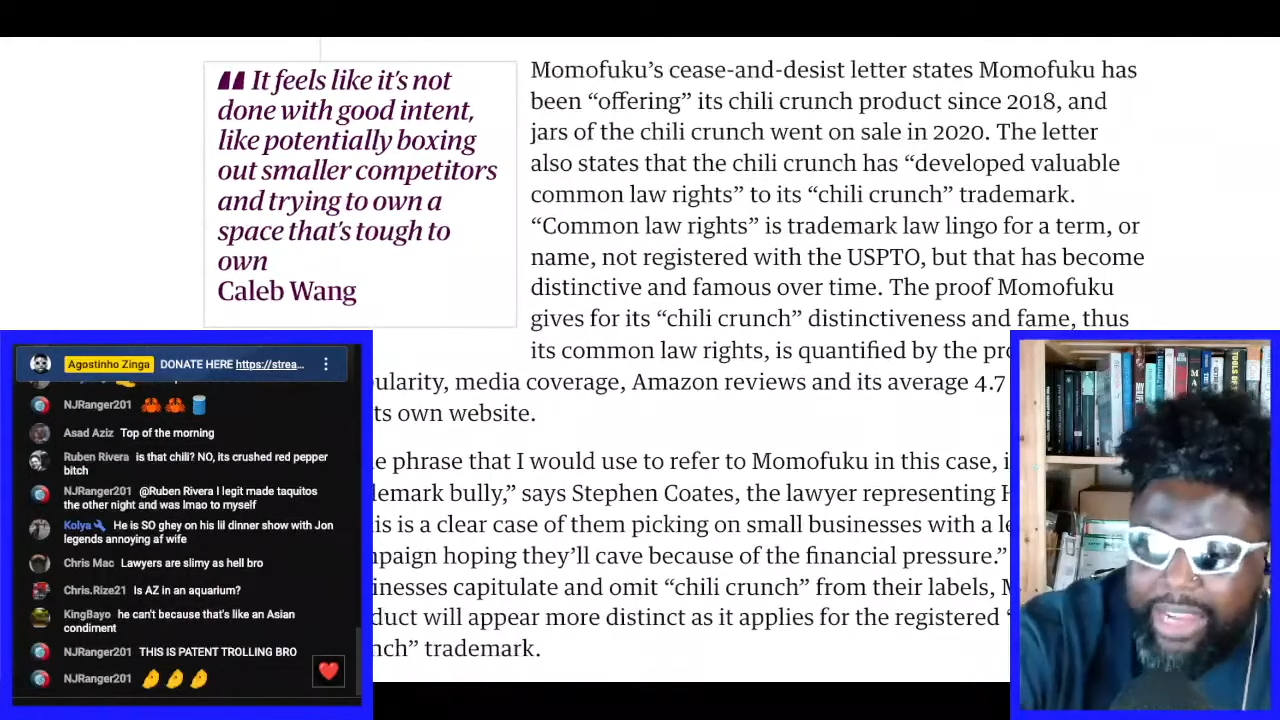 ❝ It feels like it's not
done with good intent,
like potentially boxing
out smaller competitors
and trying to own a
space that's tough to
own
Caleb Wang
Momofuku's cease-and-desist letter states Momofuku has
been “offering” its chili crunch product since 2018, and
jars of the chili crunch went on sale in 2020. The letter
also states that the chili crunch has “developed valuable
common law rights” to its “chili crunch” trademark.
“Common law rights” is trademark law lingo for a term, or
name, not registered with the USPTO, but that has become
distinctive and famous over time. The proof Momofuku
gives for its “chili crunch” distinctiveness and fame, thus
its common law rights, is quantified by the pro
pularity, media coverage, Amazon reviews and its average 4.7
ts own website.
e phrase that I would use to refer to Momofuku in this case, i
lemark bully,” says Stephen Coates, the lawyer representing H
is is a clear case of them picking on small businesses with a le
npaign hoping they'll cave because of the financial pressure.”
inesses capitulate and omit “chili crunch” from their labels, M
duct will appear more distinct as it applies for the registered “
nch” trademark.
Agostinho Zinga DONATE HERE https://strea...
NJRanger201 🦀 🦀 🥫
Asad Aziz Top of the morning
Ruben Rivera is that chili? NO, its crushed red pepper
bitch
NJRanger201 @Ruben Rivera I legit made taquitos
the other night and was lmao to myself
Kolya🔧 He is SO ghey on his lil dinner show with Jon
legends annoying af wife
Chris Mac Lawyers are slimy as hell bro
Chris.Rize21 Is AZ in an aquarium?
KingBayo he can't because that's like an Asian
condiment
NJRanger201 THIS IS PATENT TROLLING BRO
NJRanger201 🥟 🥟 🥟